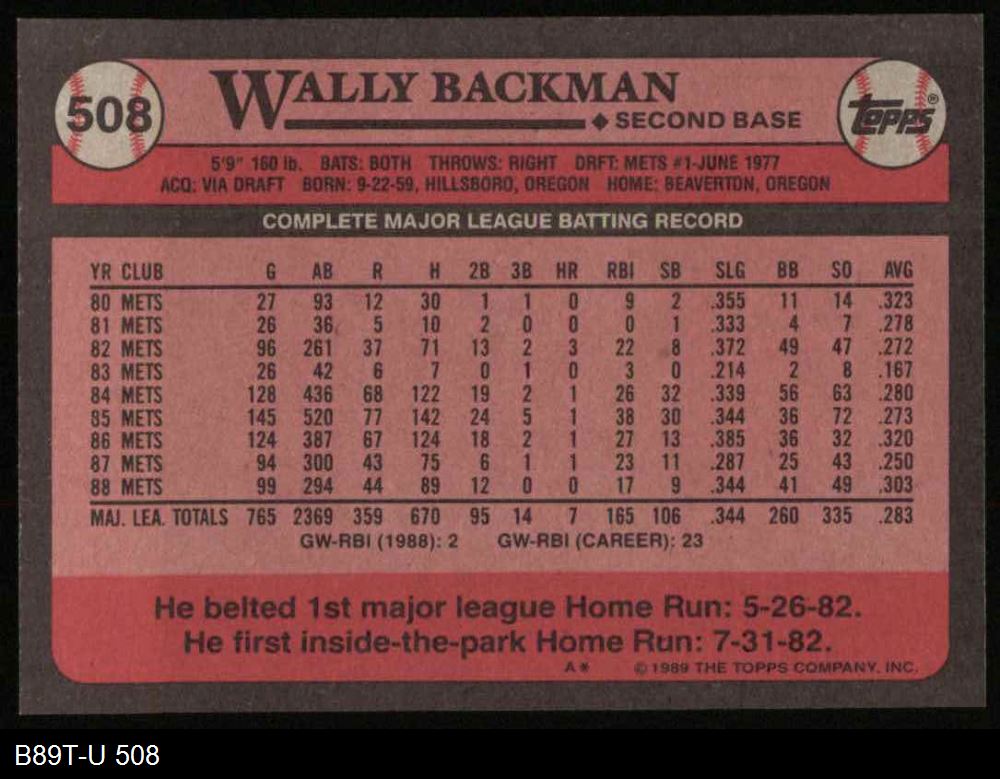 508
WALLY BACKMAN
◆ SECOND BASE
TOPPS®
5'9" 160 lb. BATS: BOTH THROWS: RIGHT DRFT: METS #1-JUNE 1977
ACQ: VIA DRAFT BORN: 9-22-59, HILLSBORO, OREGON HOME: BEAVERTON, OREGON
COMPLETE MAJOR LEAGUE BATTING RECORD
YR CLUB G AB R H 2B 3B HR RBI SB SLG BB SO AVG
80 METS 27 93 12 30 1 1 0 9 2 .355 11 14 .323
81 METS 26 36 5 10 2 0 0 0 1 .333 4 7 .278
82 METS 96 261 37 71 13 2 3 22 8 .372 49 47 .272
83 METS 26 42 6 7 0 1 0 3 0 .214 2 8 .167
84 METS 128 436 68 122 19 2 1 26 32 .339 56 63 .280
85 METS 145 520 77 142 24 5 1 38 30 .344 36 72 .273
86 METS 124 387 67 124 18 2 1 27 13 .385 36 32 .320
87 METS 94 300 43 75 6 1 1 23 11 .287 25 43 .250
88 METS 99 294 44 89 12 0 0 17 9 .344 41 49 .303
MAJ. LEA. TOTALS 765 2369 359 670 95 14 7 165 106 .344 260 335 .283
GW-RBI (1988): 2 GW-RBI (CAREER): 23
He belted 1st major league Home Run: 5-26-82.
He first inside-the-park Home Run: 7-31-82.
A* © 1989 THE TOPPS COMPANY, INC.
B89T-U 508